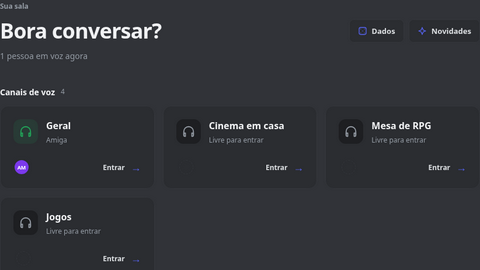 Sua sala
Bora conversar?
Dados
Novidades
1 pessoa em voz agora
Canais de voz 4
Geral
Amiga
AM
Entrar →
Cinema em casa
Livre para entrar
Entrar →
Mesa de RPG
Livre para entrar
Entrar →
Jogos
Livre para entrar
Entrar →